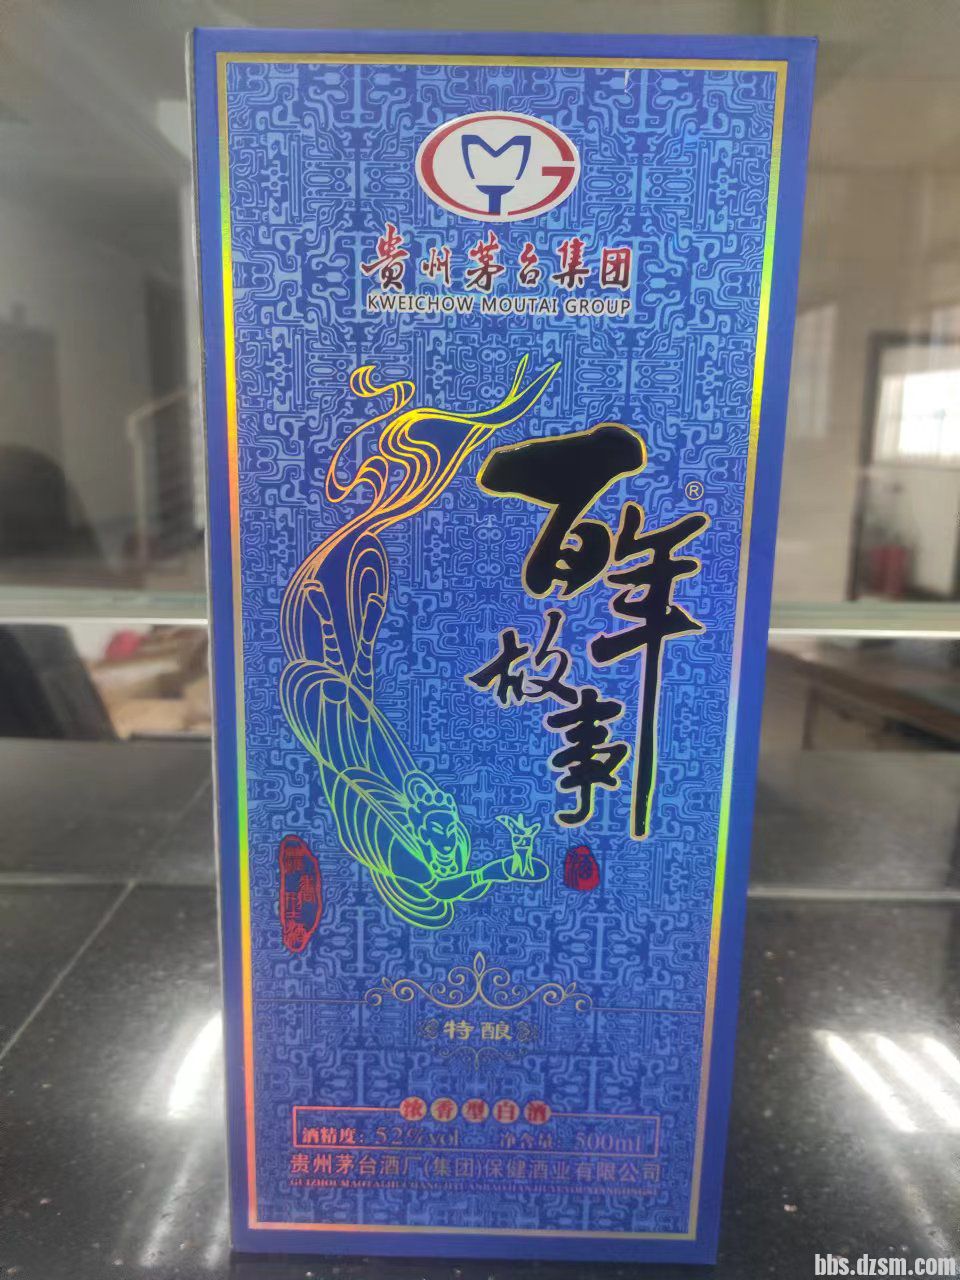 贵州茅台集团
KWEICHOW MOUTAI GROUP
百年
®
故事
酒
特酿
浓香型白酒
酒精度：52%vol 净含量：500ml
贵州茅台酒厂(集团)保健酒业有限公司
bbs.dzsm.com